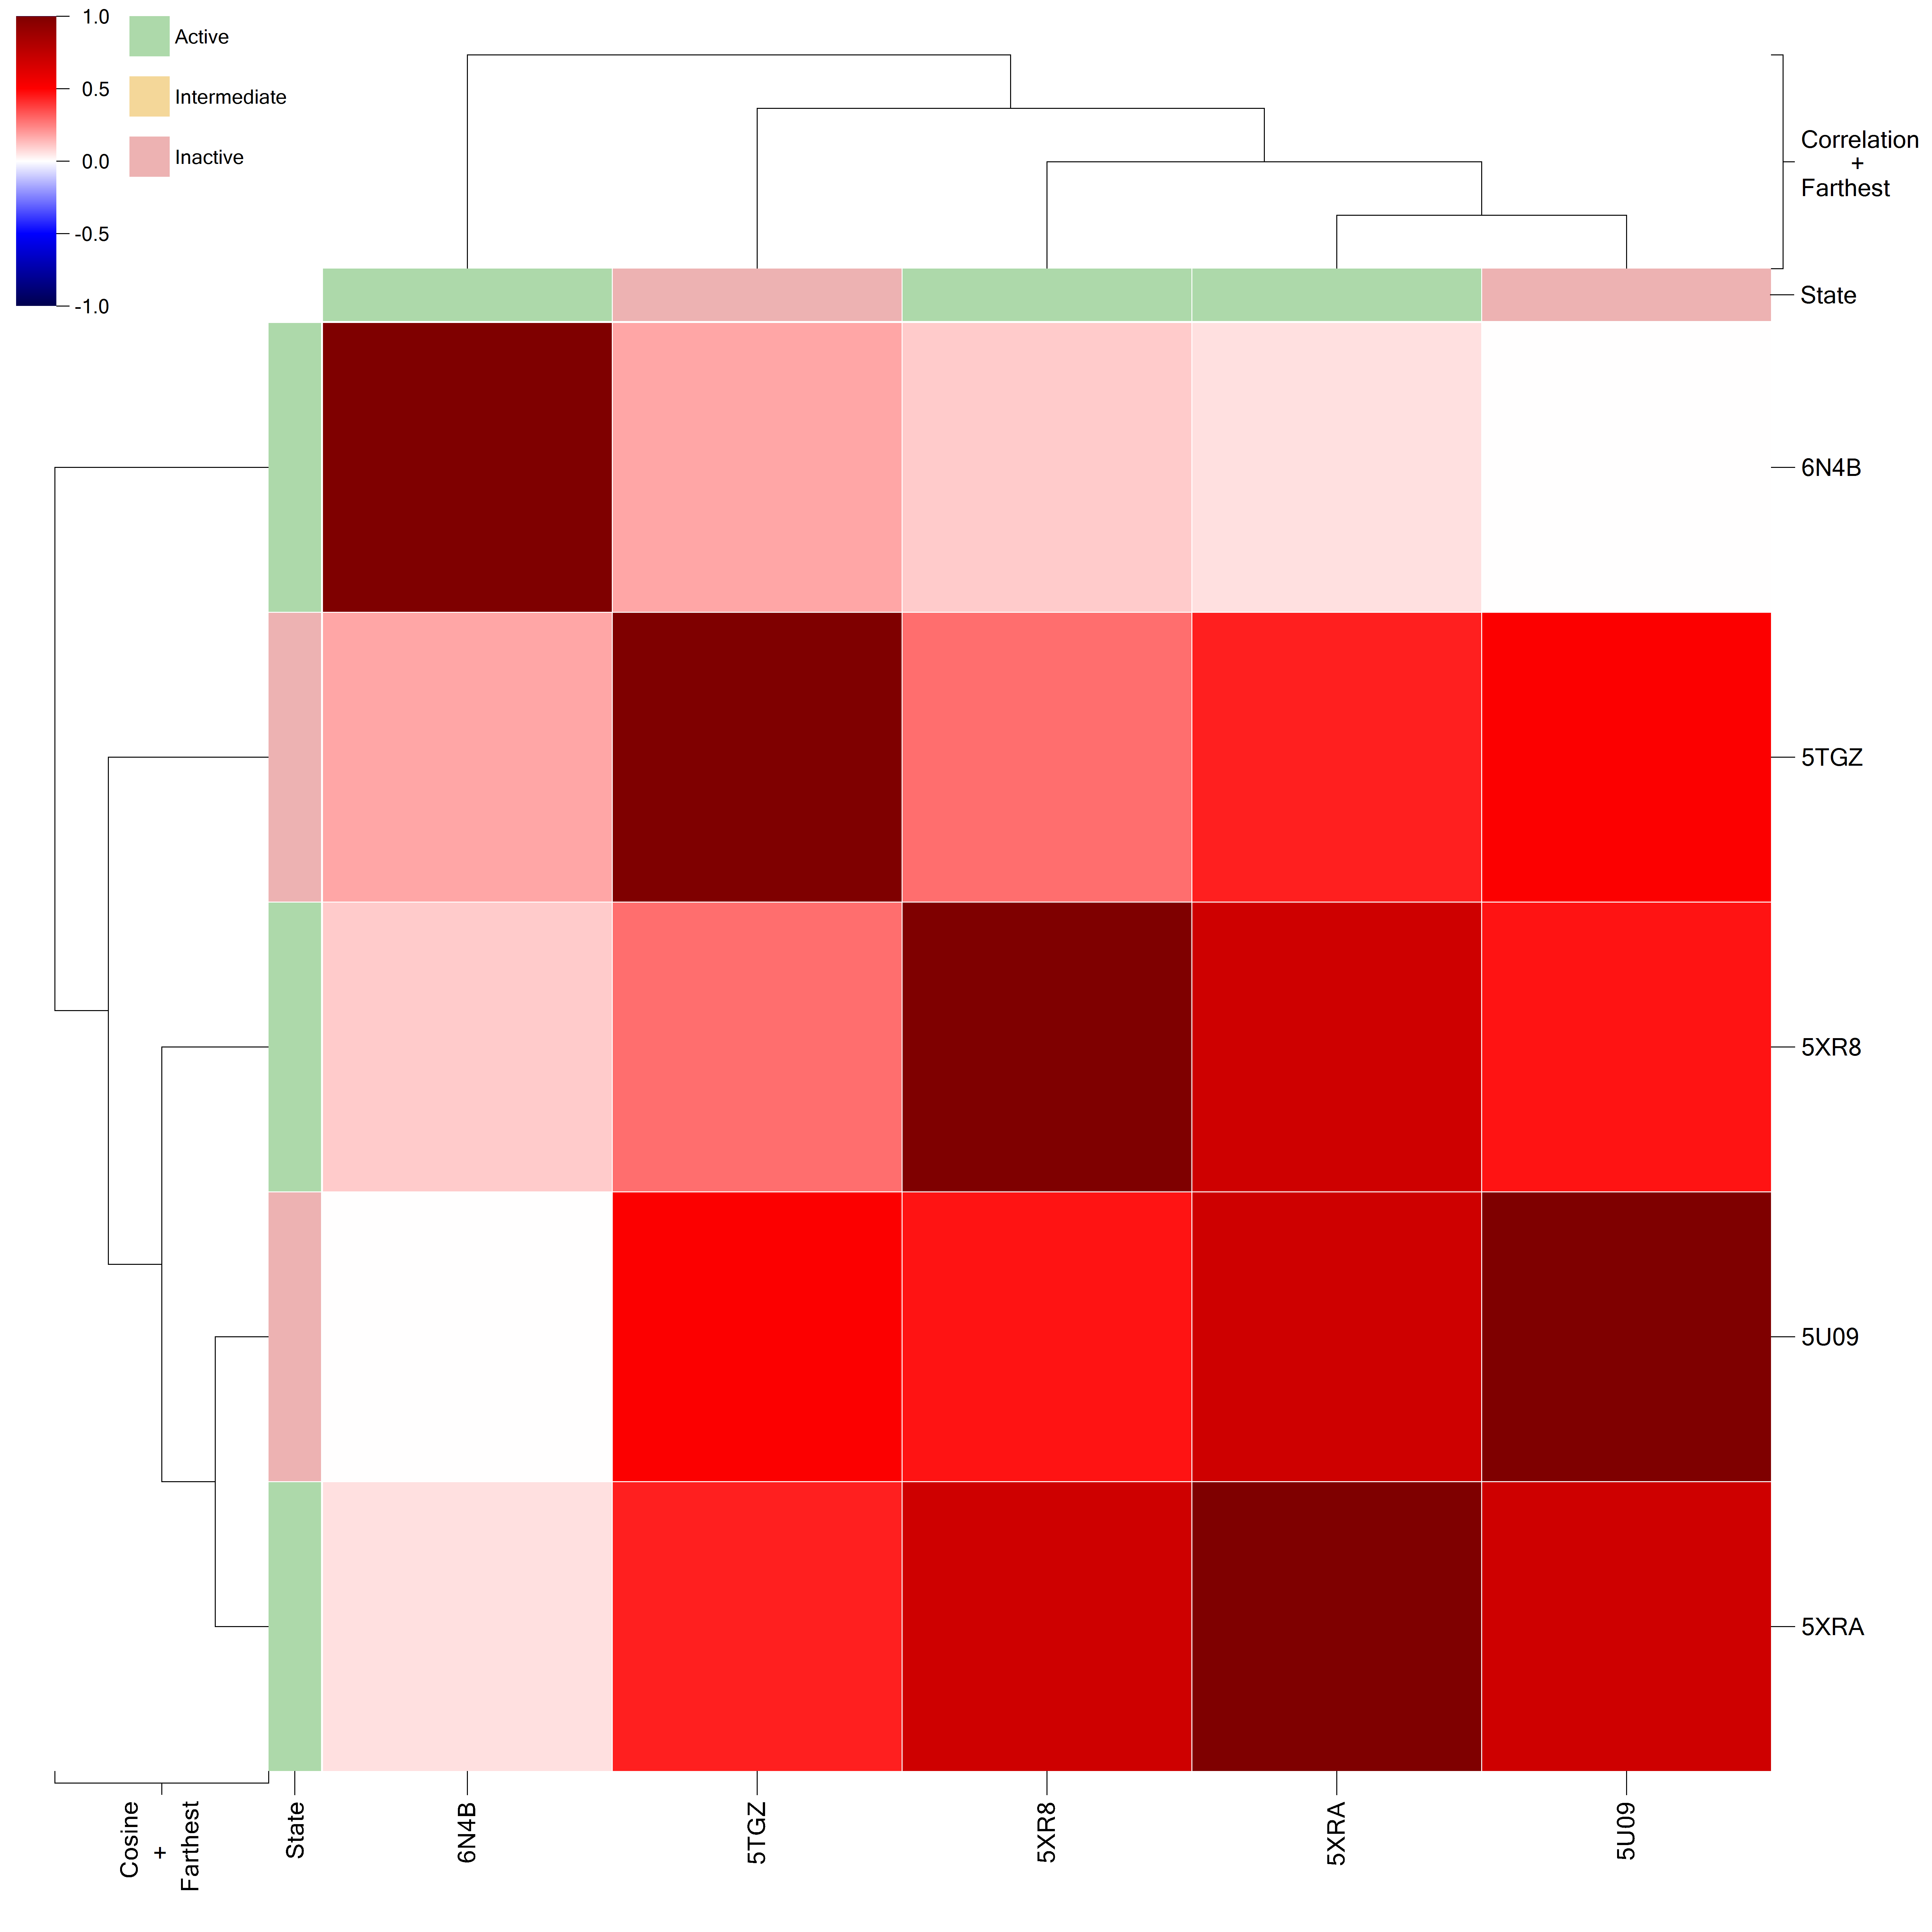 1.0
0.5
0.0
-0.5
-1.0
Active
Intermediate
Inactive
Correlation
+
Farthest
State
6N4B
5TGZ
5XR8
5U09
5XRA
Cosine
+
Farthest
State
6N4B
5TGZ
5XR8
5XRA
5U09